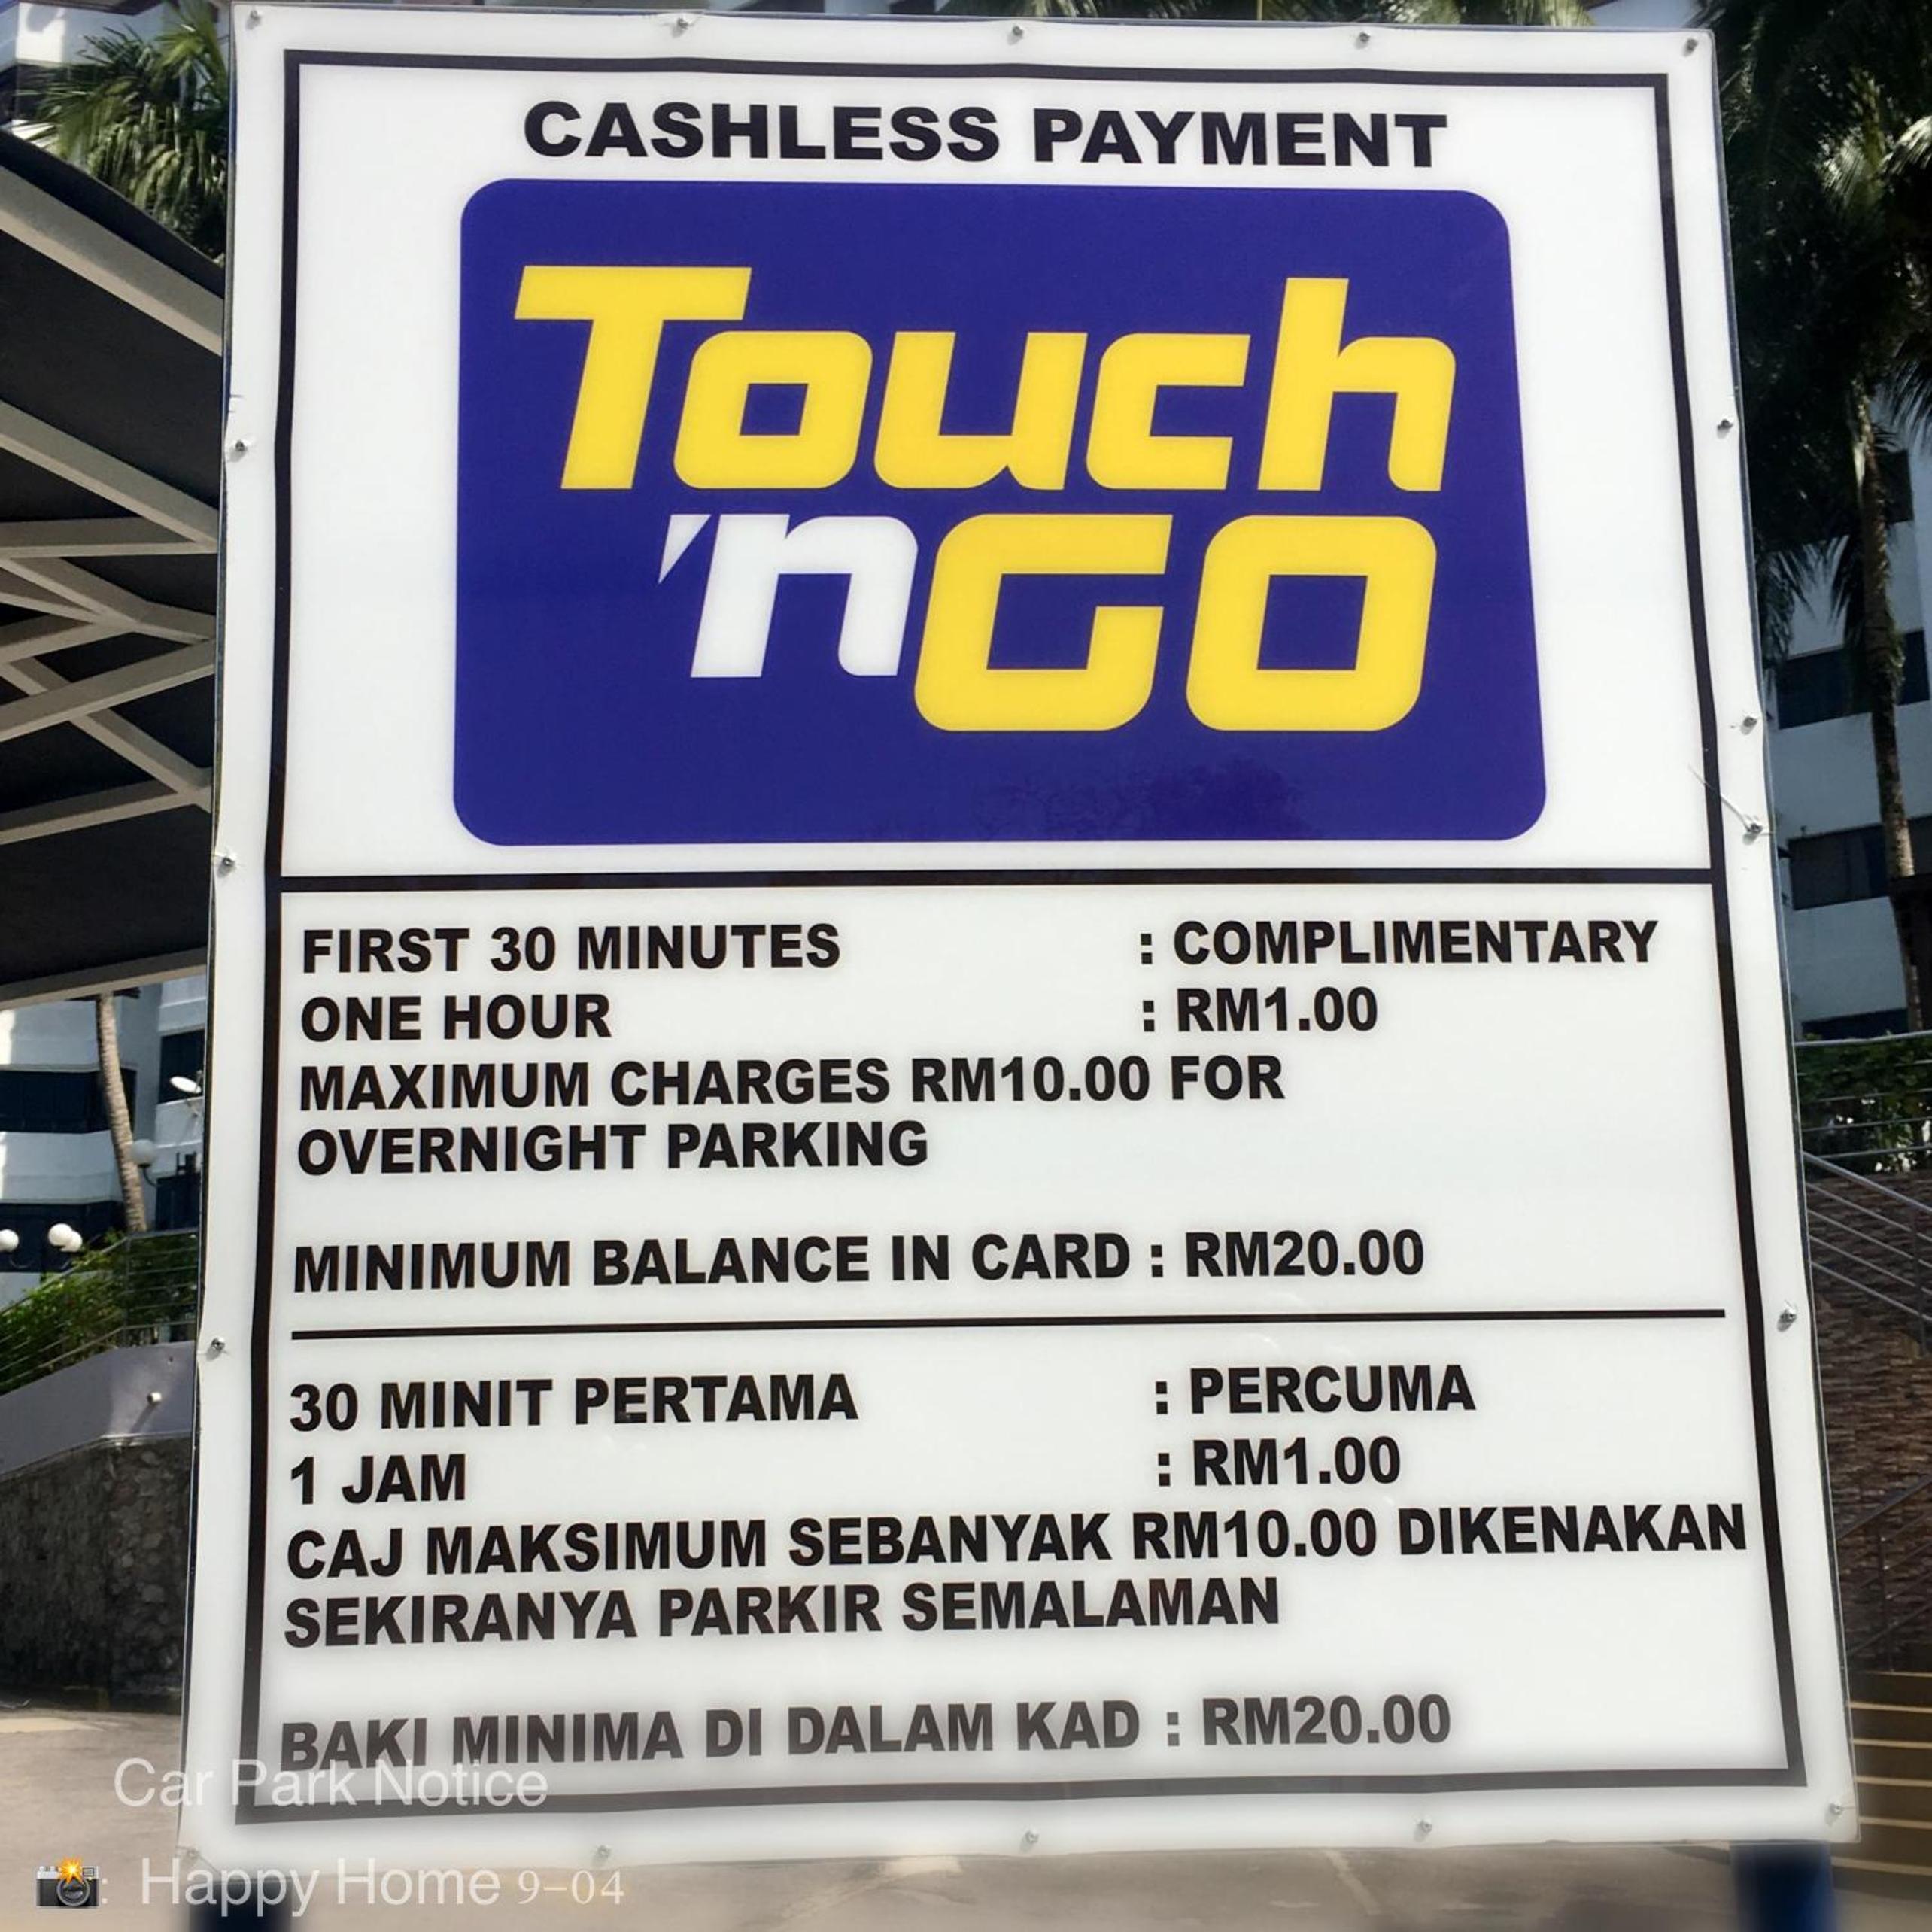 CASHLESS PAYMENT
Touch
'nGO
FIRST 30 MINUTES : COMPLIMENTARY
ONE HOUR : RM1.00
MAXIMUM CHARGES RM10.00 FOR
OVERNIGHT PARKING
MINIMUM BALANCE IN CARD : RM20.00
30 MINIT PERTAMA : PERCUMA
1 JAM : RM1.00
CAJ MAKSIMUM SEBANYAK RM10.00 DIKENAKAN
SEKIRANYA PARKIR SEMALAMAN
BAKI MINIMA DI DALAM KAD : RM20.00
Car Park Notice
📸: Happy Home 9-04